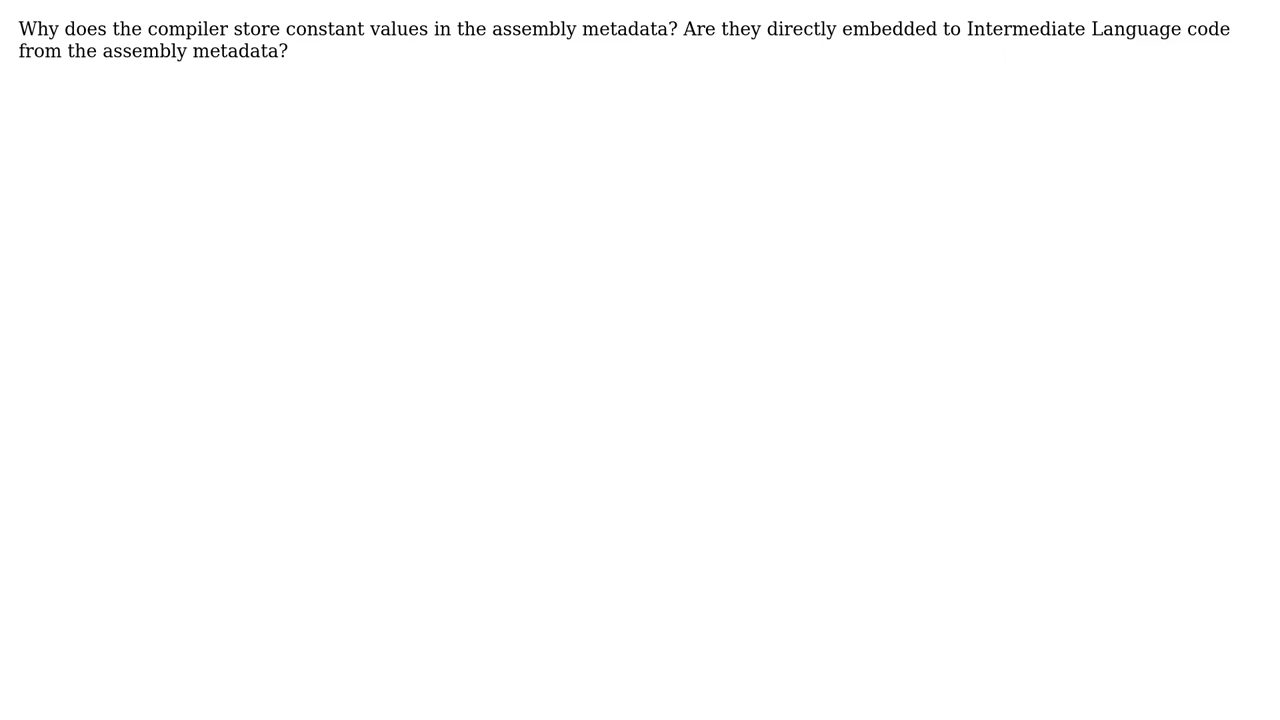 Why does the compiler store constant values in the assembly metadata? Are they directly embedded to Intermediate Language code
from the assembly metadata?